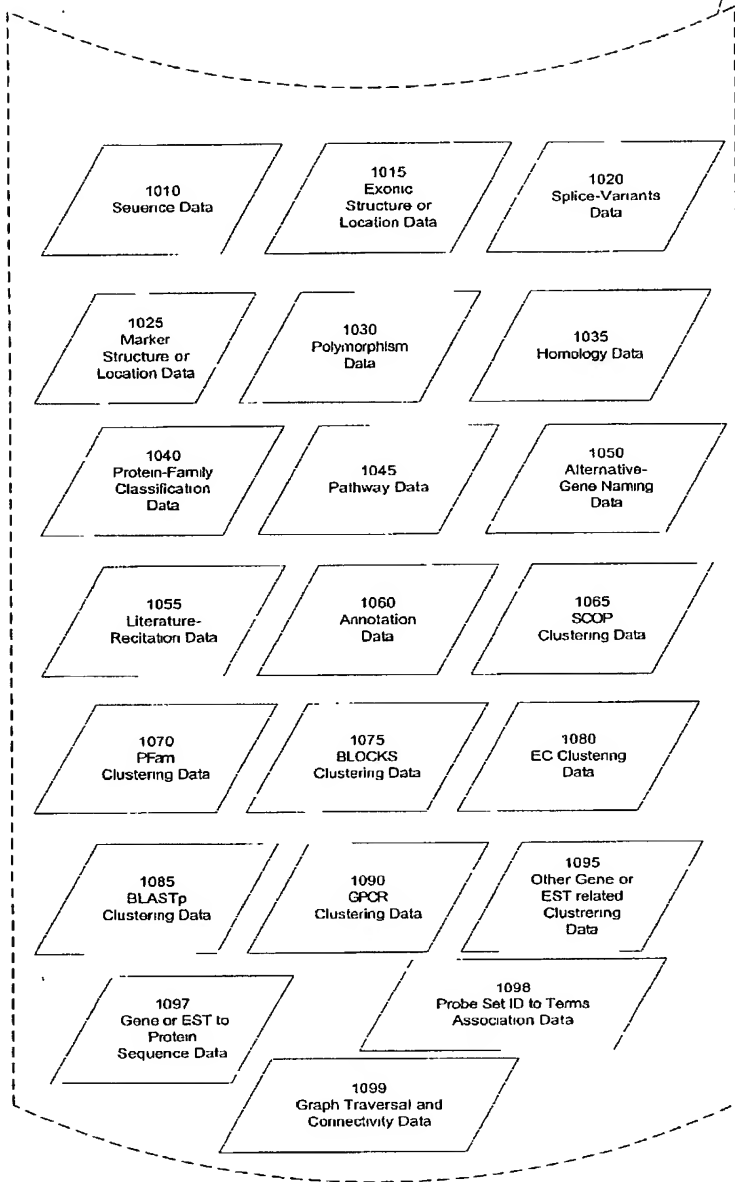 1010
Seuence Data
1015
Exonic
Structure or
Location Data
1020
Splice-Variants
Data
1025
Marker
Structure or
Location Data
1030
Polymorphism
Data
1035
Homology Data
1040
Protein-Family
Classification
Data
1045
Pathway Data
1050
Alternative-
Gene Naming
Data
1055
Literature-
Recitation Data
1060
Annotation
Data
1065
SCOP
Clustering Data
1070
PFam
Clustering Data
1075
BLOCKS
Clustering Data
1080
EC Clustering
Data
1085
BLASTp
Clustering Data
1090
GPCR
Clustering Data
1095
Other Gene or
EST related
Clustrering
Data
1097
Gene or EST to
Protein
Sequence Data
1098
Probe Set ID to Terms
Association Data
1099
Graph Traversal and
Connectivity Data